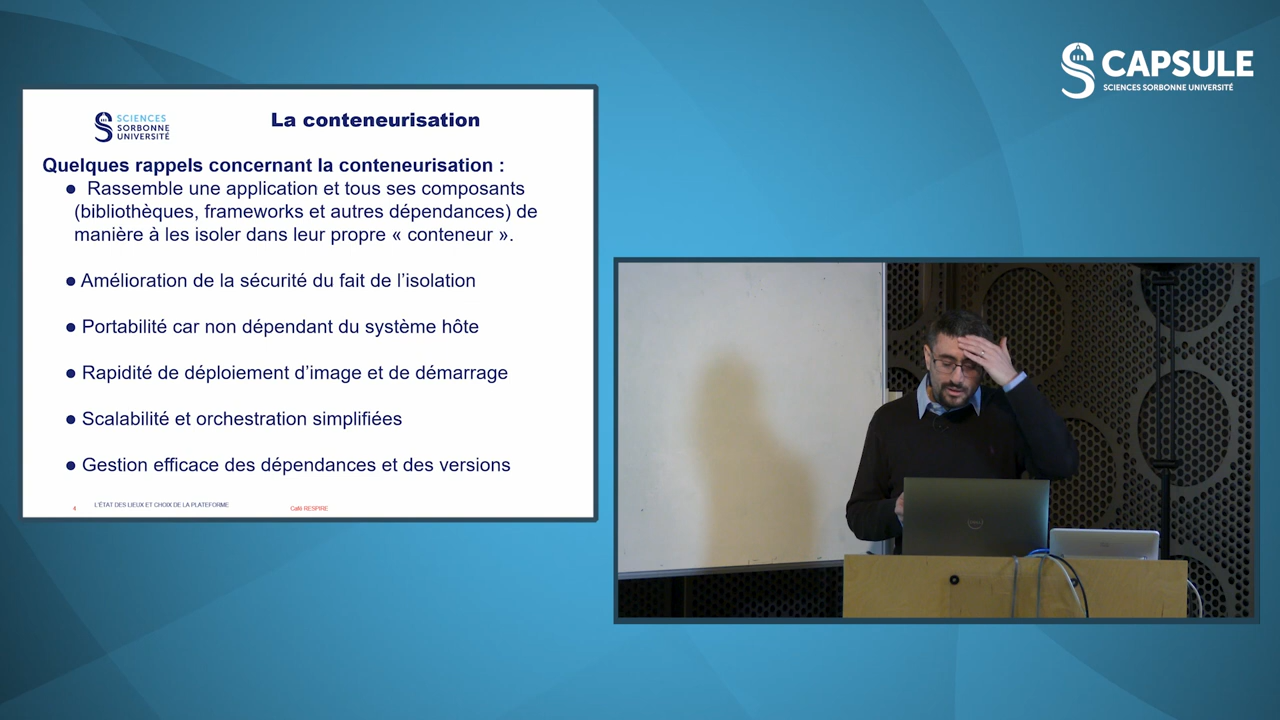 CAPSULE
SCIENCES SORBONNE UNIVERSITÉ
SCIENCES
SORBONNE
UNIVERSITÉ
La conteneurisation
Quelques rappels concernant la conteneurisation :
● Rassemble une application et tous ses composants
(bibliothèques, frameworks et autres dépendances) de
manière à les isoler dans leur propre « conteneur ».
● Amélioration de la sécurité du fait de l’isolation
● Portabilité car non dépendant du système hôte
● Rapidité de déploiement d’image et de démarrage
● Scalabilité et orchestration simplifiées
● Gestion efficace des dépendances et des versions
4 L’ÉTAT DES LIEUX ET CHOIX DE LA PLATEFORME Café RESPIRE
DELL